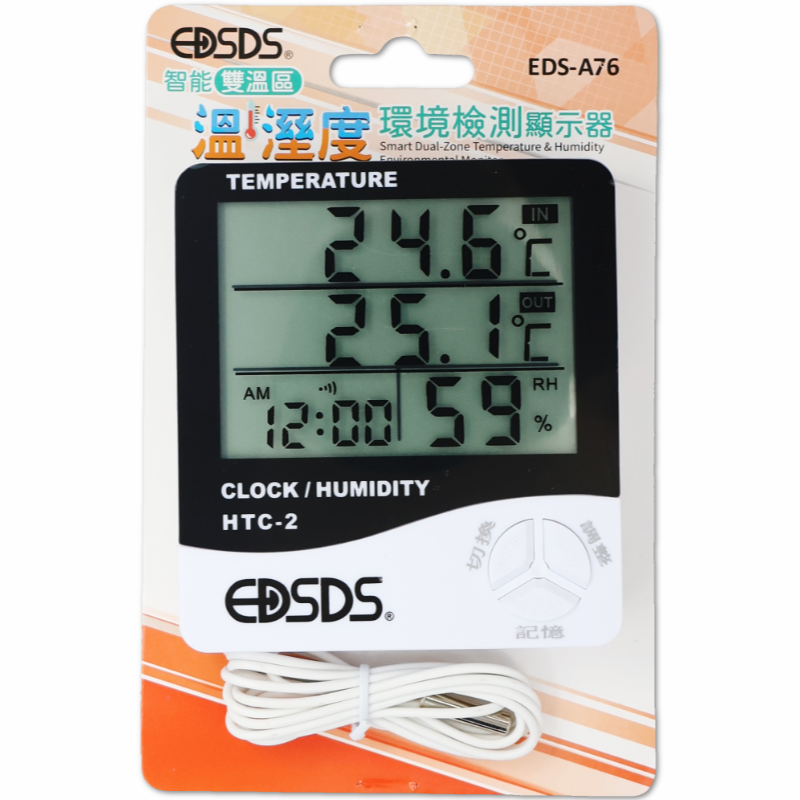 EDSDS®
EDS-A76
智能 雙溫區
溫溼度 環境檢測顯示器
Smart Dual-Zone Temperature & Humidity
Environmental Monitor
TEMPERATURE
24.6 °C IN
25.1 °C OUT
AM 12:00 59 RH %
CLOCK / HUMIDITY
HTC-2
切換 調整
記憶
EDSDS®